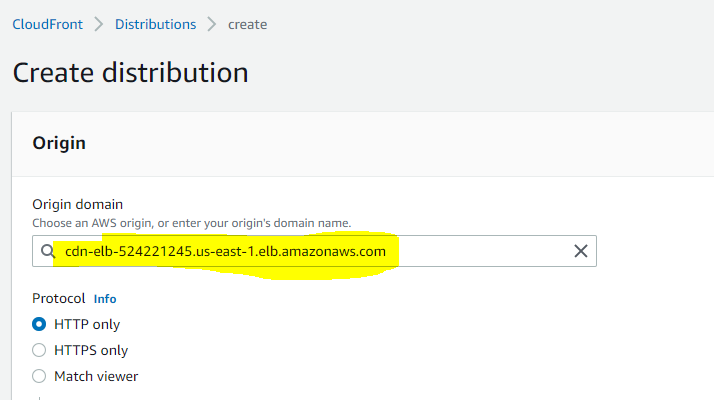 CloudFront > Distributions > create
Create distribution
Origin
Origin domain
Choose an AWS origin, or enter your origin's domain name.
cdn-elb-524221245.us-east-1.elb.amazonaws.com
Protocol Info
HTTP only
HTTPS only
Match viewer